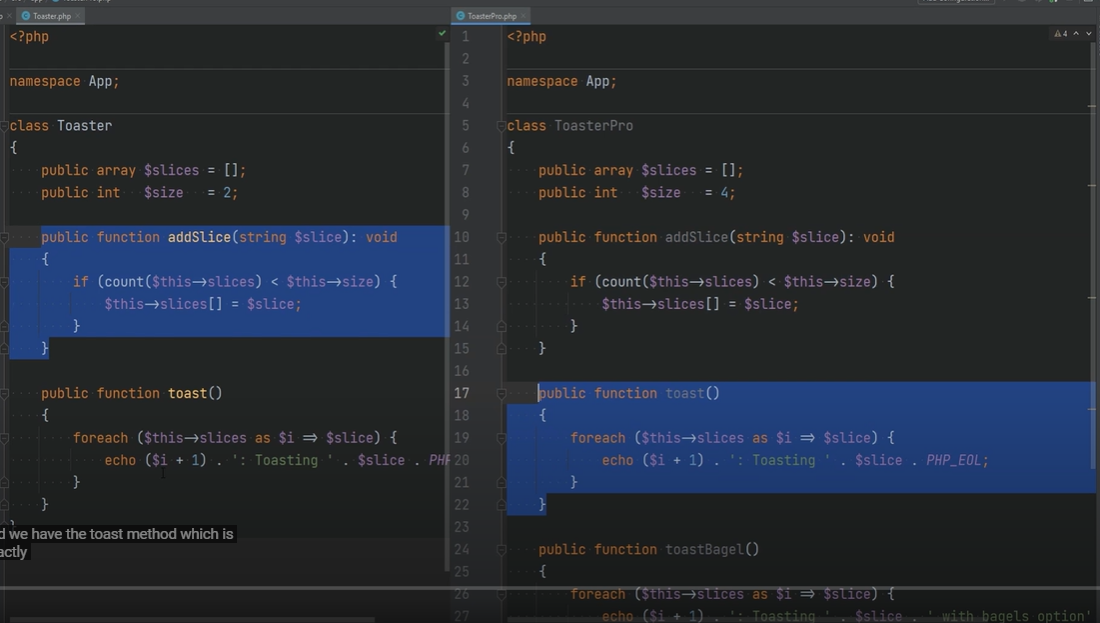 Toaster.php
ToasterPro.php
<?php
namespace App;
class Toaster
{
public array $slices = [];
public int $size = 2;
public function addSlice(string $slice): void
{
if (count($this→slices) < $this→size) {
$this→slices[] = $slice;
}
}
public function toast()
{
foreach ($this→slices as $i ⇒ $slice) {
echo ($i + 1) . ': Toasting ' . $slice . PHP
}
}
d we have the toast method which is
actly
4
1 <?php
2
3 namespace App;
4
5 class ToasterPro
6 {
7 public array $slices = [];
8 public int $size = 4;
9
10 public function addSlice(string $slice): void
11 {
12 if (count($this→slices) < $this→size) {
13 $this→slices[] = $slice;
14 }
15 }
16
17 public function toast()
18 {
19 foreach ($this→slices as $i ⇒ $slice) {
20 echo ($i + 1) . ': Toasting ' . $slice . PHP_EOL;
21 }
22 }
23
24 public function toastBagel()
25 {
26 foreach ($this→slices as $i ⇒ $slice) {
27 echo ($i + 1) . ': Toasting ' . $slice . ' with bagels option'